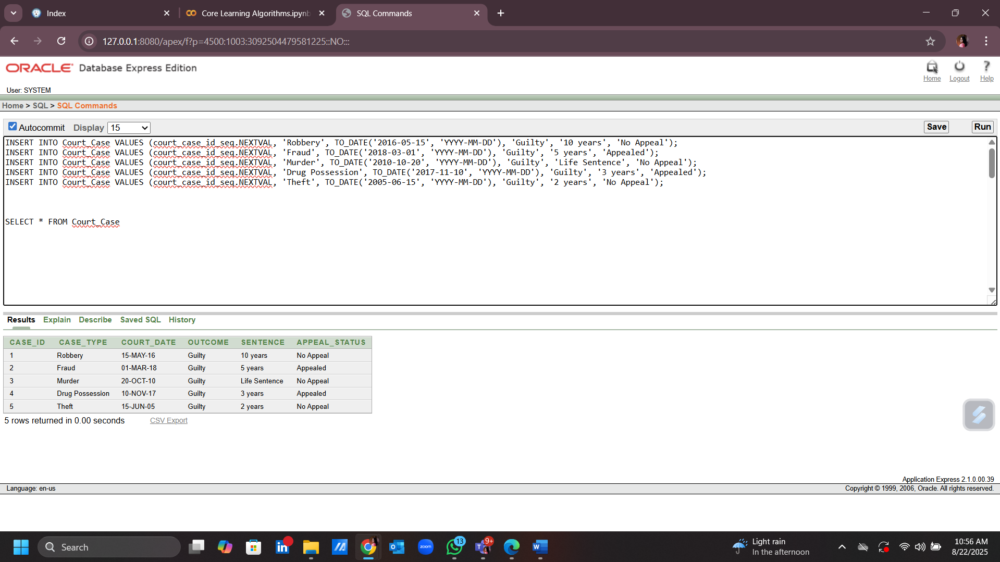 Index
Core Learning Algorithms.ipynb
SQL Commands
127.0.0.1:8080/apex/f?p=4500:1003:3092504479581225::NO:::
ORACLE Database Express Edition
Home Logout Help
User: SYSTEM
Home > SQL > SQL Commands
Autocommit Display 15 Save Run
INSERT INTO Court_Case VALUES (court_case_id_seq.NEXTVAL, 'Robbery', TO_DATE('2016-05-15', 'YYYY-MM-DD'), 'Guilty', '10 years', 'No Appeal');
INSERT INTO Court_Case VALUES (court_case_id_seq.NEXTVAL, 'Fraud', TO_DATE('2018-03-01', 'YYYY-MM-DD'), 'Guilty', '5 years', 'Appealed');
INSERT INTO Court_Case VALUES (court_case_id_seq.NEXTVAL, 'Murder', TO_DATE('2010-10-20', 'YYYY-MM-DD'), 'Guilty', 'Life Sentence', 'No Appeal');
INSERT INTO Court_Case VALUES (court_case_id_seq.NEXTVAL, 'Drug Possession', TO_DATE('2017-11-10', 'YYYY-MM-DD'), 'Guilty', '3 years', 'Appealed');
INSERT INTO Court_Case VALUES (court_case_id_seq.NEXTVAL, 'Theft', TO_DATE('2005-06-15', 'YYYY-MM-DD'), 'Guilty', '2 years', 'No Appeal');
SELECT * FROM Court_Case
Results Explain Describe Saved SQL History
CASE_ID CASE_TYPE COURT_DATE OUTCOME SENTENCE APPEAL_STATUS
1 Robbery 15-MAY-16 Guilty 10 years No Appeal
2 Fraud 01-MAR-18 Guilty 5 years Appealed
3 Murder 20-OCT-10 Guilty Life Sentence No Appeal
4 Drug Possession 10-NOV-17 Guilty 3 years Appealed
5 Theft 15-JUN-05 Guilty 2 years No Appeal
5 rows returned in 0.00 seconds CSV Export
Application Express 2.1.0.00.39
Language: en-us Copyright © 1999, 2006, Oracle. All rights reserved.
Search
zoom
13
9+
Light rain
In the afternoon
10:56 AM
8/22/2025